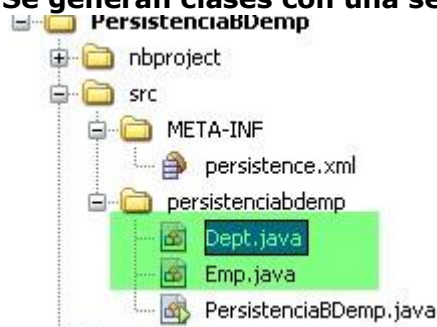 Se generan clases con una se
PersistenciaBDemp
nbproject
src
META-INF
persistence.xml
persistenciabdemp
Dept.java
Emp.java
PersistenciaBDemp.java